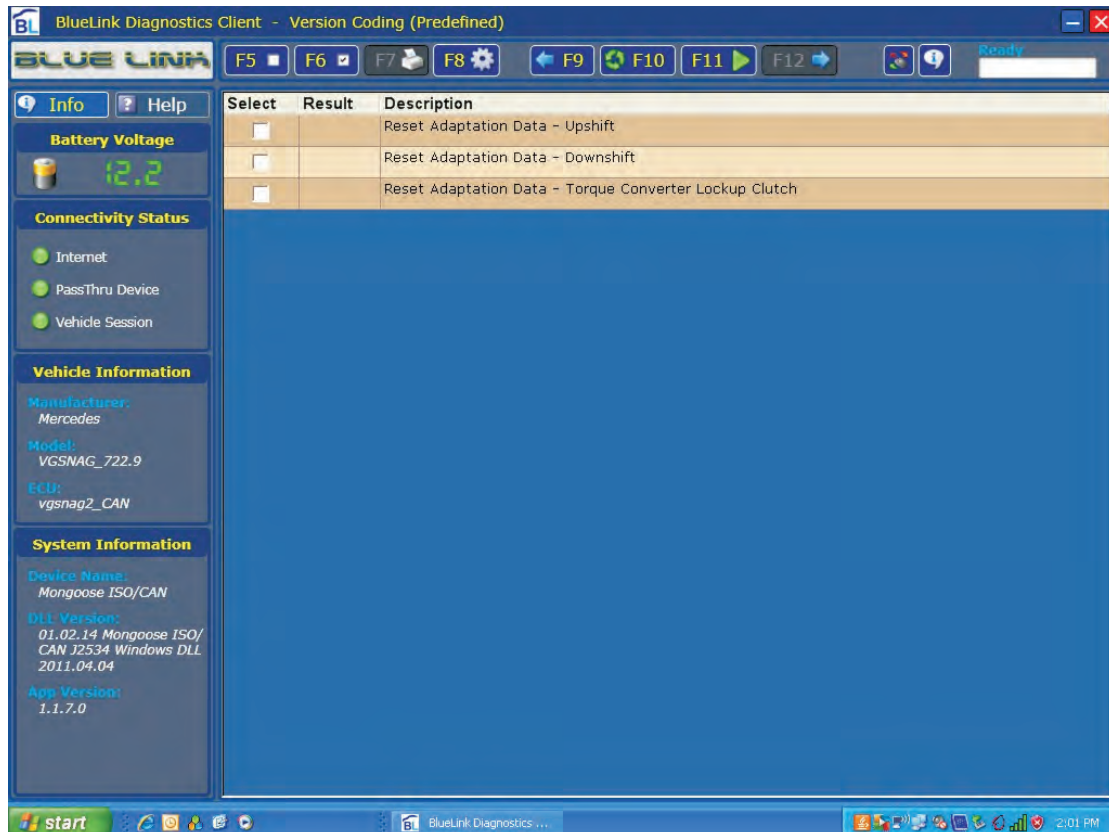 BL BlueLink Diagnostics Client - Version Coding (Predefined)
BLUE LINK F5 F6 F7 F8 F9 F10 F11 F12 Ready
Info Help
Select Result Description
Reset Adaptation Data - Upshift
Reset Adaptation Data - Downshift
Reset Adaptation Data - Torque Converter Lockup Clutch
Battery Voltage
12.2
Connectivity Status
Internet
PassThru Device
Vehicle Session
Vehicle Information
Manufacturer:
Mercedes
Model:
VGSNAG_722.9
ECU:
vgsnag2_CAN
System Information
Device Name:
Mongoose ISO/CAN
DLL Version:
01.02.14 Mongoose ISO/
CAN J2534 Windows DLL
2011.04.04
App Version:
1.1.7.0
start BL BlueLink Diagnostics ... 2:01 PM